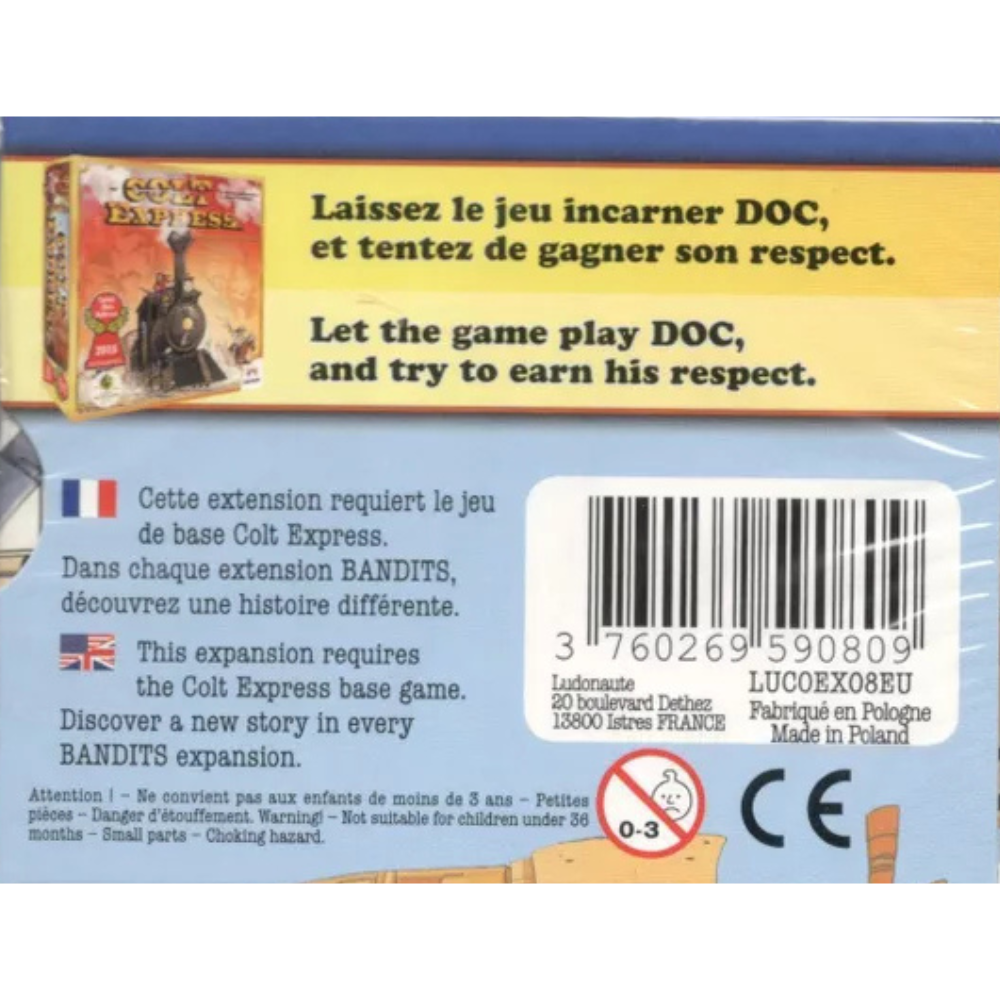 COLT
EXPRESS
2015
Laissez le jeu incarner DOC,
et tentez de gagner son respect.
Let the game play DOC,
and try to earn his respect.
Cette extension requiert le jeu
de base Colt Express.
Dans chaque extension BANDITS,
découvrez une histoire différente.
This expansion requires
the Colt Express base game.
Discover a new story in every
BANDITS expansion.
3 760269 590809
Ludonaute
20 boulevard Dethez
13800 Istres FRANCE
LUCOEX08EU
Fabriqué en Pologne
Made in Poland
Attention ! – Ne convient pas aux enfants de moins de 3 ans – Petites
pièces – Danger d'étouffement. Warning! – Not suitable for children under 36
months – Small parts – Choking hazard.
0-3
CE